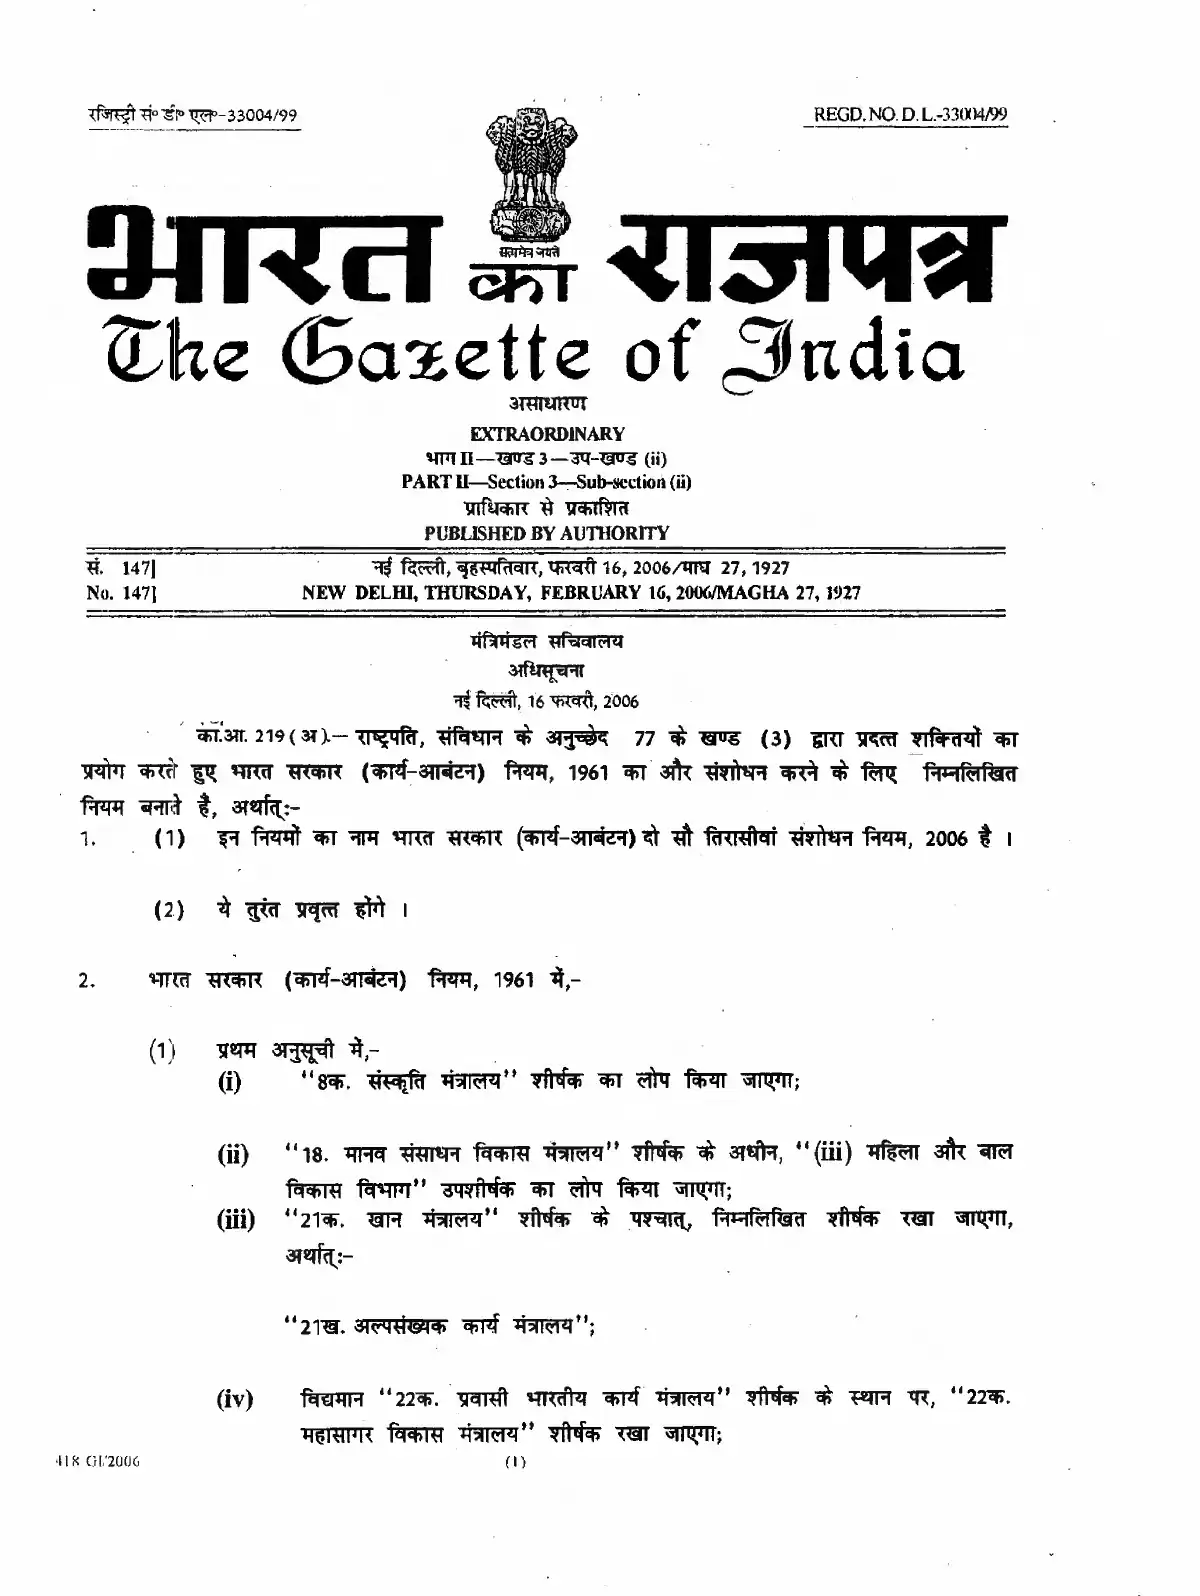 रजिस्ट्री सं॰ डी॰ एल॰-33004/99
REGD. NO. D. L.-33004/99
सत्यमेव जयते
भारत का राजपत्र
The Gazette of India
असाधारण
EXTRAORDINARY
भाग II—खण्ड 3—उप-खण्ड (ii)
PART II—Section 3—Sub-section (ii)
प्राधिकार से प्रकाशित
PUBLISHED BY AUTHORITY
सं. 147] नई दिल्ली, बृहस्पतिवार, फरवरी 16, 2006/माघ 27, 1927
No. 147] NEW DELHI, THURSDAY, FEBRUARY 16, 2006/MAGHA 27, 1927
मंत्रिमंडल सचिवालय
अधिसूचना
नई दिल्ली, 16 फरवरी, 2006
का.आ. 219 ( अ ).— राष्ट्रपति, संविधान के अनुच्छेद 77 के खण्ड (3) द्वारा प्रदत्त शक्तियों का
प्रयोग करते हुए भारत सरकार (कार्य-आबंटन) नियम, 1961 का और संशोधन करने के लिए निम्नलिखित
नियम बनाते हैं, अर्थात्:-
1. (1) इन नियमों का नाम भारत सरकार (कार्य-आबंटन) दो सौ तिरासीवां संशोधन नियम, 2006 है ।
(2) ये तुरंत प्रवृत्त होंगे ।
2. भारत सरकार (कार्य-आबंटन) नियम, 1961 में,-
(1) प्रथम अनुसूची में,-
(i) "8क. संस्कृति मंत्रालय" शीर्षक का लोप किया जाएगा;
(ii) "18. मानव संसाधन विकास मंत्रालय" शीर्षक के अधीन, "(iii) महिला और बाल
विकास विभाग" उपशीर्षक का लोप किया जाएगा;
(iii) "21क. खान मंत्रालय" शीर्षक के पश्चात्, निम्नलिखित शीर्षक रखा जाएगा,
अर्थात्:-
"21ख. अल्पसंख्यक कार्य मंत्रालय";
(iv) विद्यमान "22क. प्रवासी भारतीय कार्य मंत्रालय" शीर्षक के स्थान पर, "22क.
महासागर विकास मंत्रालय" शीर्षक रखा जाएगा;
418 GI/2006 (1)